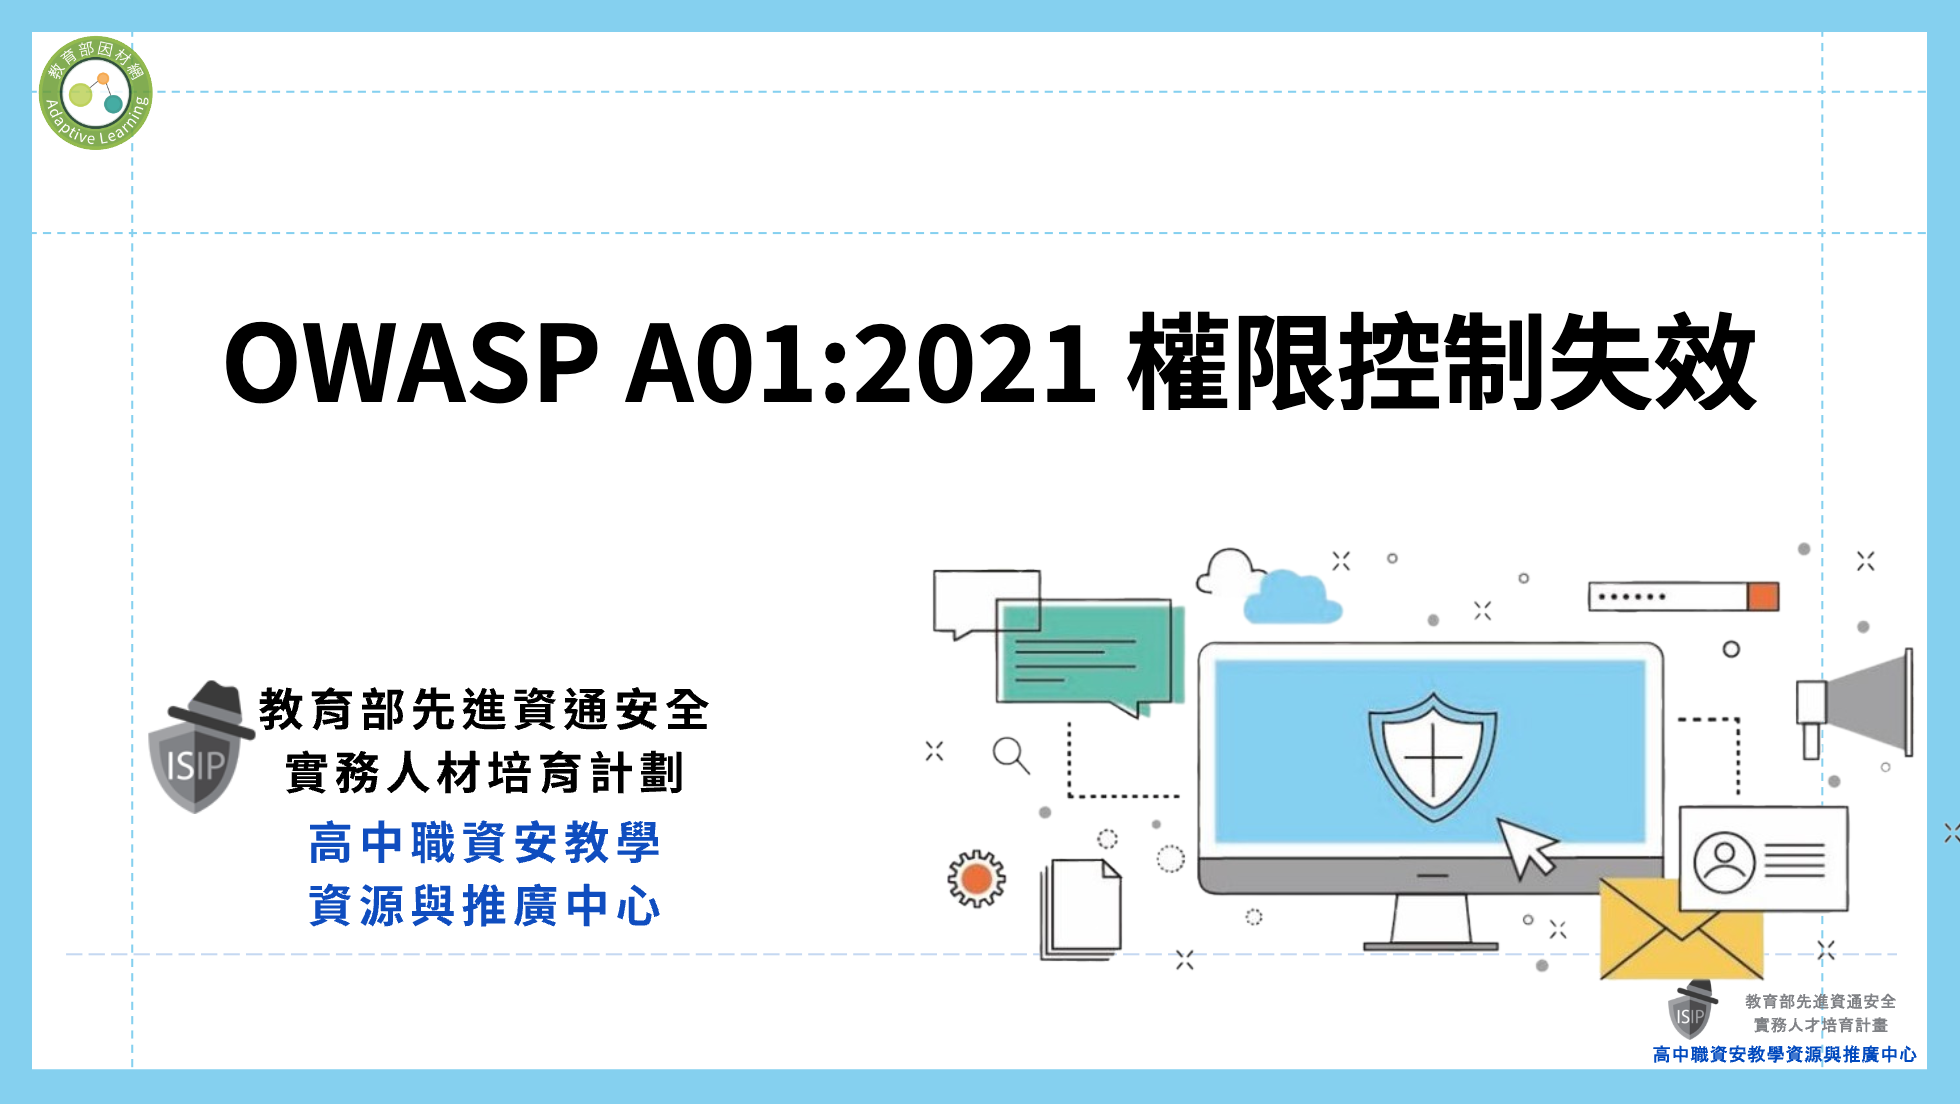 教育部因材網
Adaptive Learning
OWASP A01:2021 權限控制失效
ISIP
教育部先進資通安全
實務人材培育計劃
高中職資安教學
資源與推廣中心
ISIP
教育部先進資通安全
實務人才培育計畫
高中職資安教學資源與推廣中心